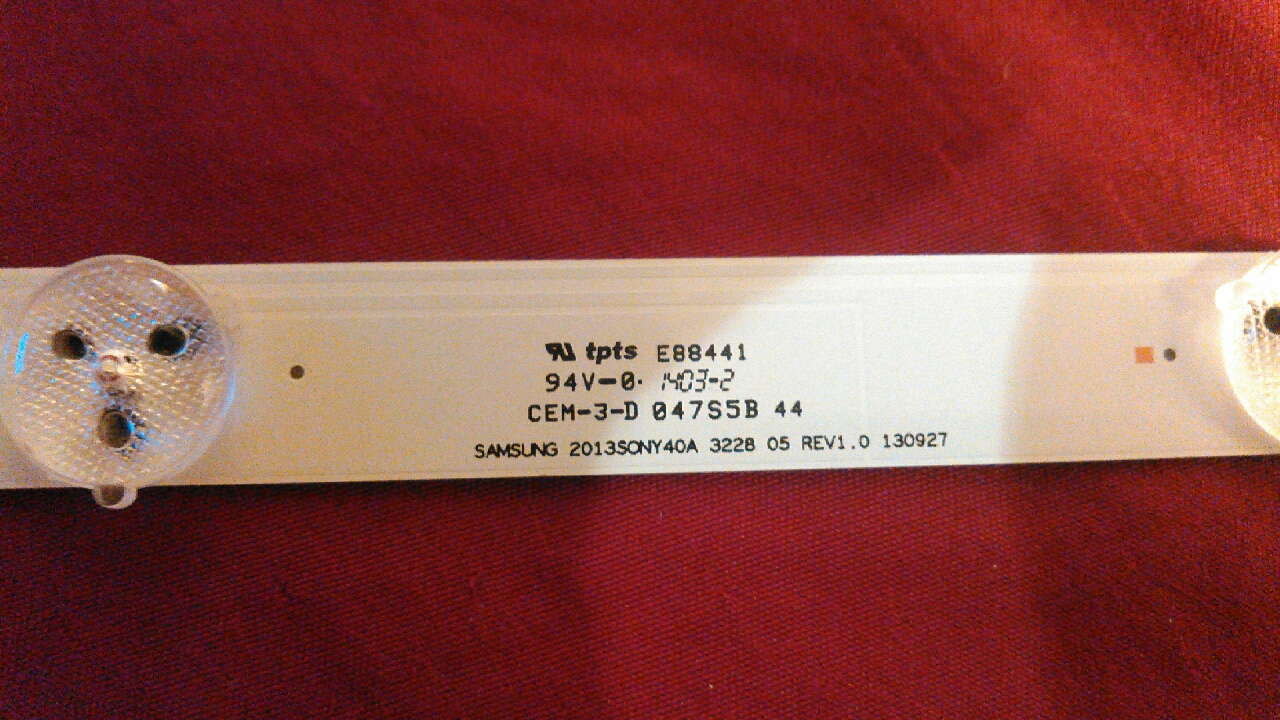 tpts E88441
94V-0· 1403-2
CEM-3-D 047S5B 44
SAMSUNG 2013SONY40A 3228 05 REV1.0 130927